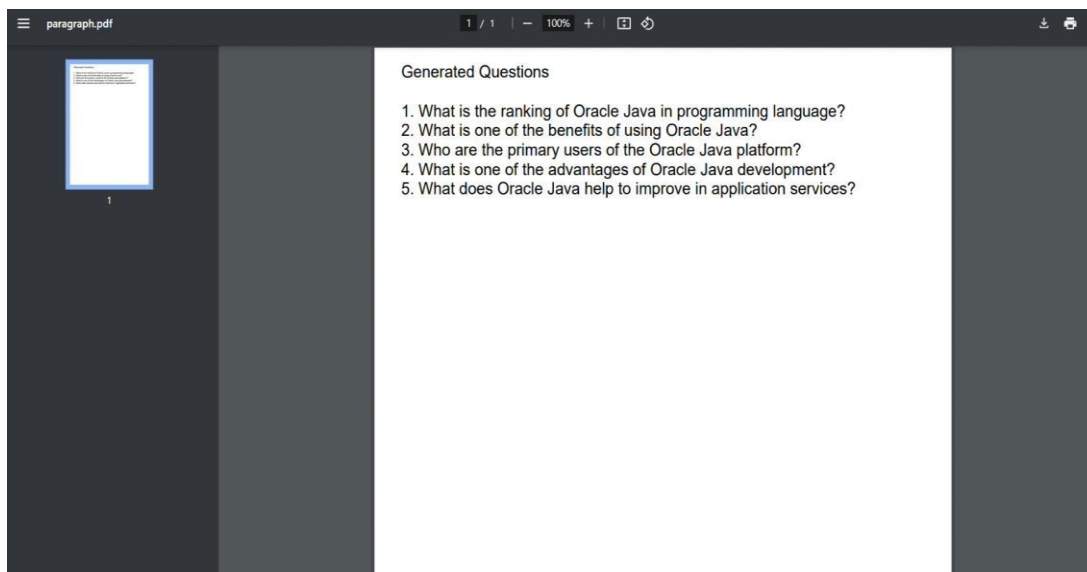 paragraph.pdf
1 / 1
100%
1
Generated Questions
1. What is the ranking of Oracle Java in programming language?
2. What is one of the benefits of using Oracle Java?
3. Who are the primary users of the Oracle Java platform?
4. What is one of the advantages of Oracle Java development?
5. What does Oracle Java help to improve in application services?